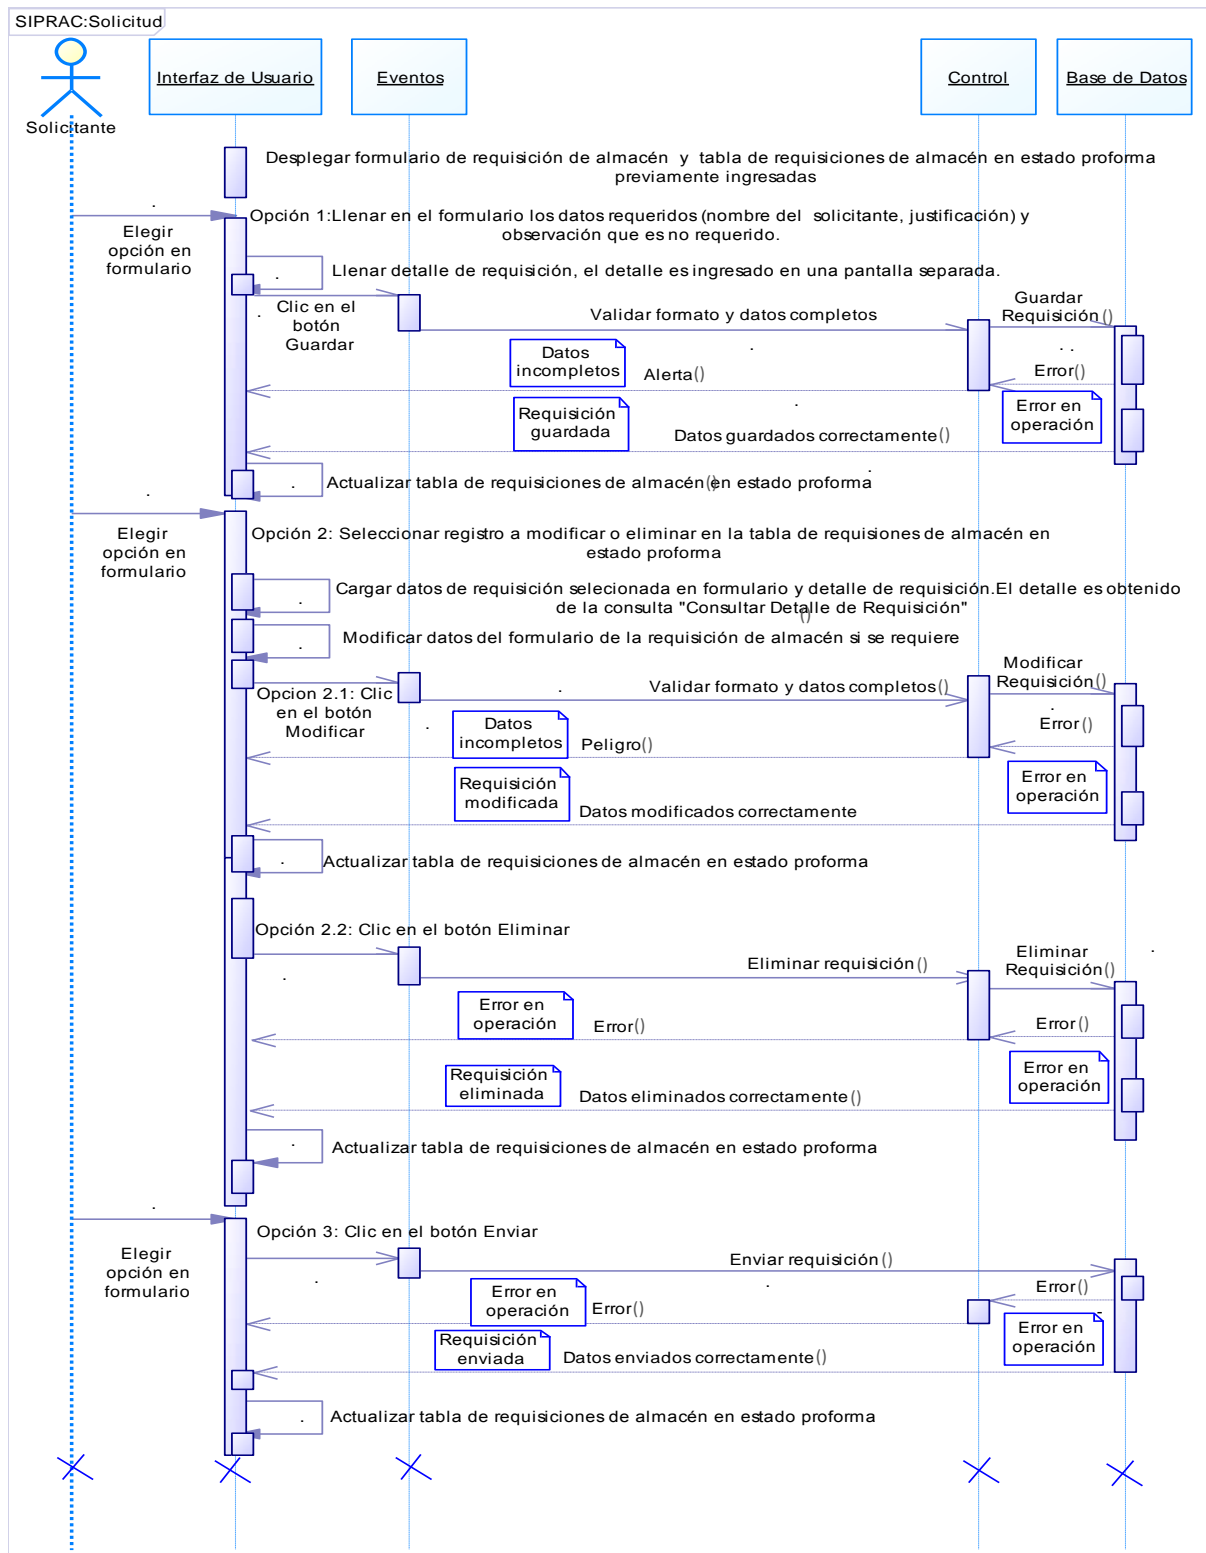 SIPRAC:Solicitud
Solicitante
Interfaz de Usuario
Eventos
Control
Base de Datos
Desplegar formulario de requisición de almacén y tabla de requisiciones de almacén en estado proforma
previamente ingresadas
Elegir
opción en
formulario
Opción 1:Llenar en el formulario los datos requeridos (nombre del solicitante, justificación) y
observación que es no requerido.
Llenar detalle de requisición, el detalle es ingresado en una pantalla separada.
Clic en el
botón
Guardar
Validar formato y datos completos
Guardar
Requisición()
Datos
incompletos
Alerta()
Error()
Error en
operación
Requisición
guardada
Datos guardados correctamente()
Actualizar tabla de requisiciones de almacén()en estado proforma
Elegir
opción en
formulario
Opción 2: Seleccionar registro a modificar o eliminar en la tabla de requisiones de almacén en
estado proforma
Cargar datos de requisición selecionada en formulario y detalle de requisición.El detalle es obtenido
de la consulta "Consultar Detalle de Requisición"
()
Modificar datos del formulario de la requisición de almacén si se requiere
Opcion 2.1: Clic
en el botón
Modificar
Validar formato y datos completos()
Modificar
Requisición()
Datos
incompletos
Peligro()
Error()
Error en
operación
Requisición
modificada
Datos modificados correctamente
Actualizar tabla de requisiciones de almacén en estado proforma
Opción 2.2: Clic en el botón Eliminar
Eliminar requisición()
Eliminar
Requisición()
Error en
operación
Error()
Error()
Error en
operación
Requisición
eliminada
Datos eliminados correctamente()
Actualizar tabla de requisiciones de almacén en estado proforma
Elegir
opción en
formulario
Opción 3: Clic en el botón Enviar
Enviar requisición()
Error en
operación
Error()
Error()
Error en
operación
Requisición
enviada
Datos enviados correctamente()
Actualizar tabla de requisiciones de almacén en estado proforma